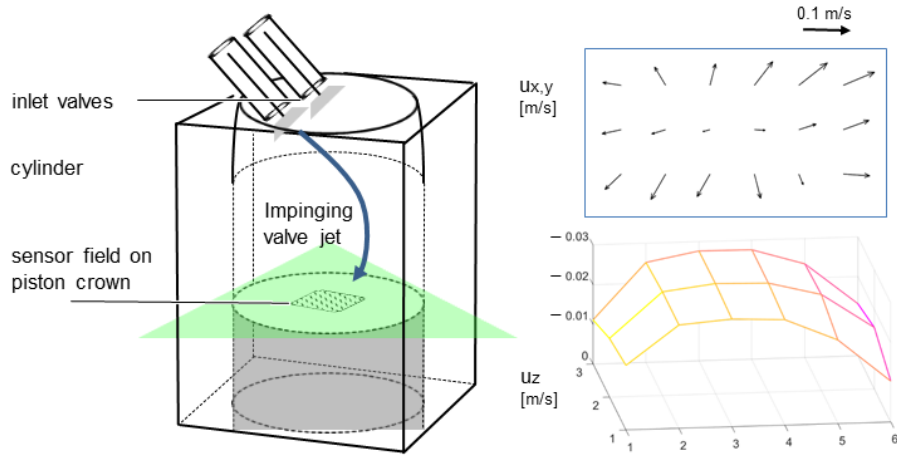 0.1 m/s
inlet valves
cylinder
Impinging
valve jet
sensor field on
piston crown
ux,y
[m/s]
−0.03
−0.02
−0.01
0
uz
[m/s]
3
2
1
1
2
3
4
5
6